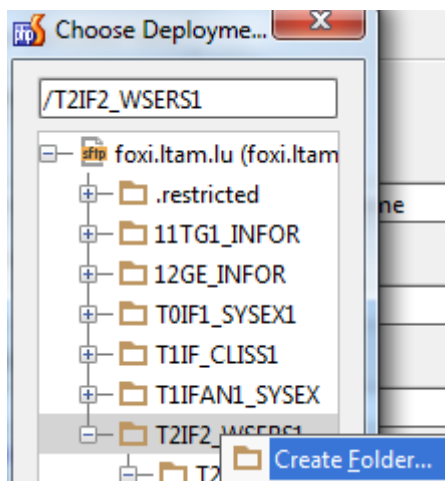 Choose Deployme...
/T2IF2_WSERS1
foxi.ltam.lu (foxi.ltam
.restricted
11TG1_INFOR
12GE_INFOR
T0IF1_SYSEX1
T1IF_CLISS1
T1IFAN1_SYSEX
T2IF2_WSERS1
Create Folder...